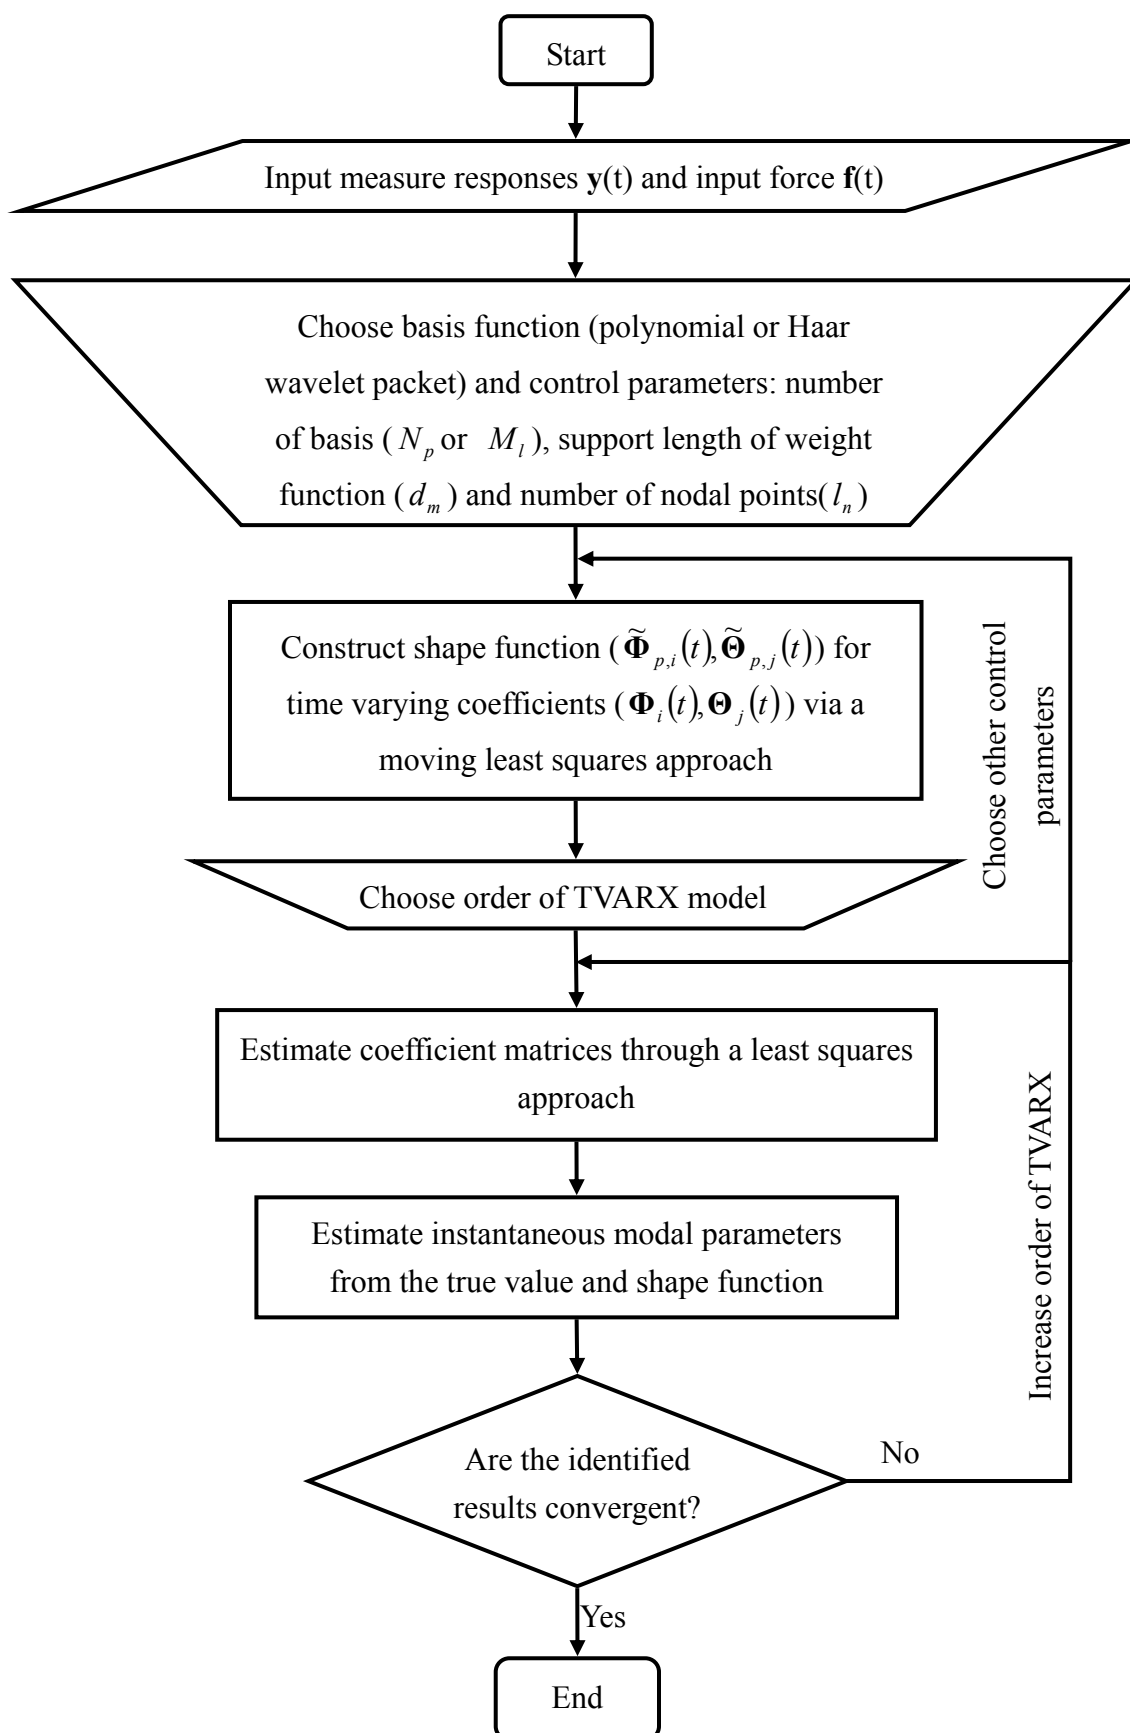 Start
Input measure responses y(t) and input force f(t)
Choose basis function (polynomial or Haar
wavelet packet) and control parameters: number
of basis ( N_p or M_l ), support length of weight
function ( d_m ) and number of nodal points( l_n )
Construct shape function ( Φ̃_{p,i}(t), Θ̃_{p,j}(t) ) for
time varying coefficients ( Φ_i(t), Θ_j(t) ) via a
moving least squares approach
Choose other control
parameters
Choose order of TVARX model
Estimate coefficient matrices through a least squares
approach
Increase order of TVARX
Estimate instantaneous modal parameters
from the true value and shape function
Are the identified
results convergent?
No
Yes
End